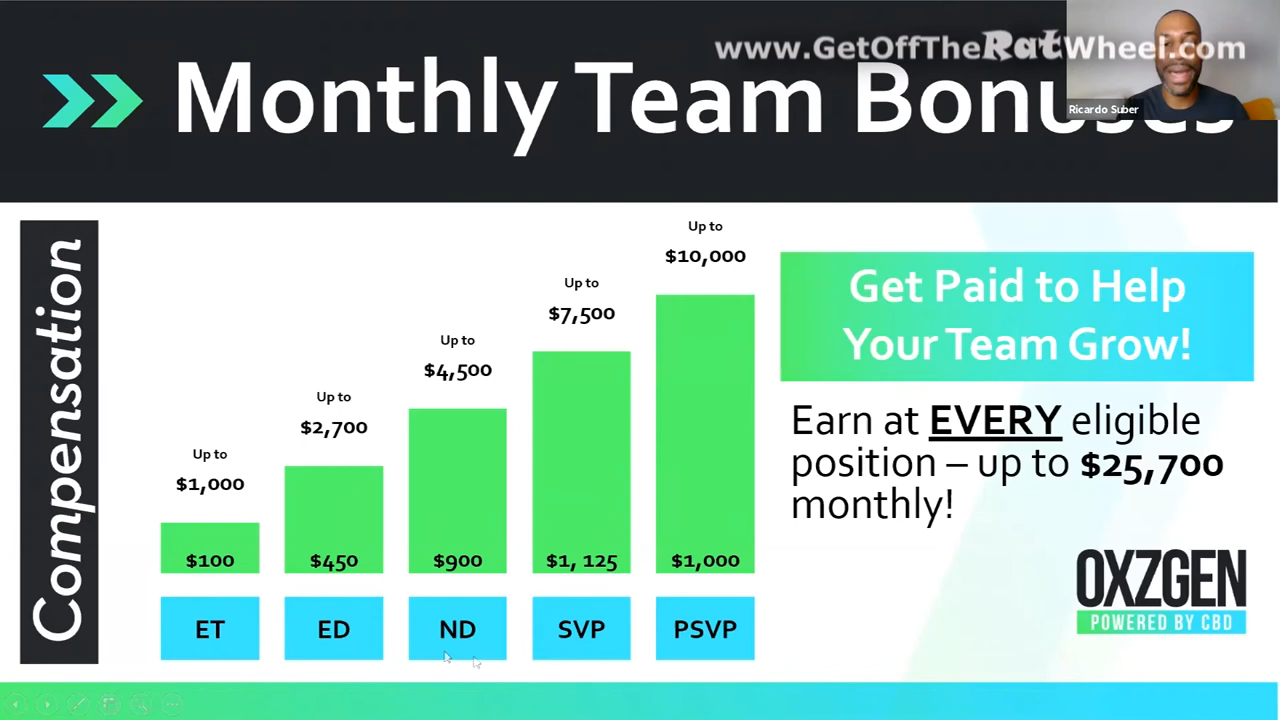 www.GetOffTheRatWheel.com
Monthly Team Bonuses
Ricardo Suber
Compensation
Up to
$10,000
Up to
$7,500
Up to
$4,500
Up to
$2,700
Up to
$1,000
$100
$450
$900
$1, 125
$1,000
ET
ED
ND
SVP
PSVP
Get Paid to Help
Your Team Grow!
Earn at EVERY eligible
position – up to $25,700
monthly!
OXZGEN
POWERED BY CBD